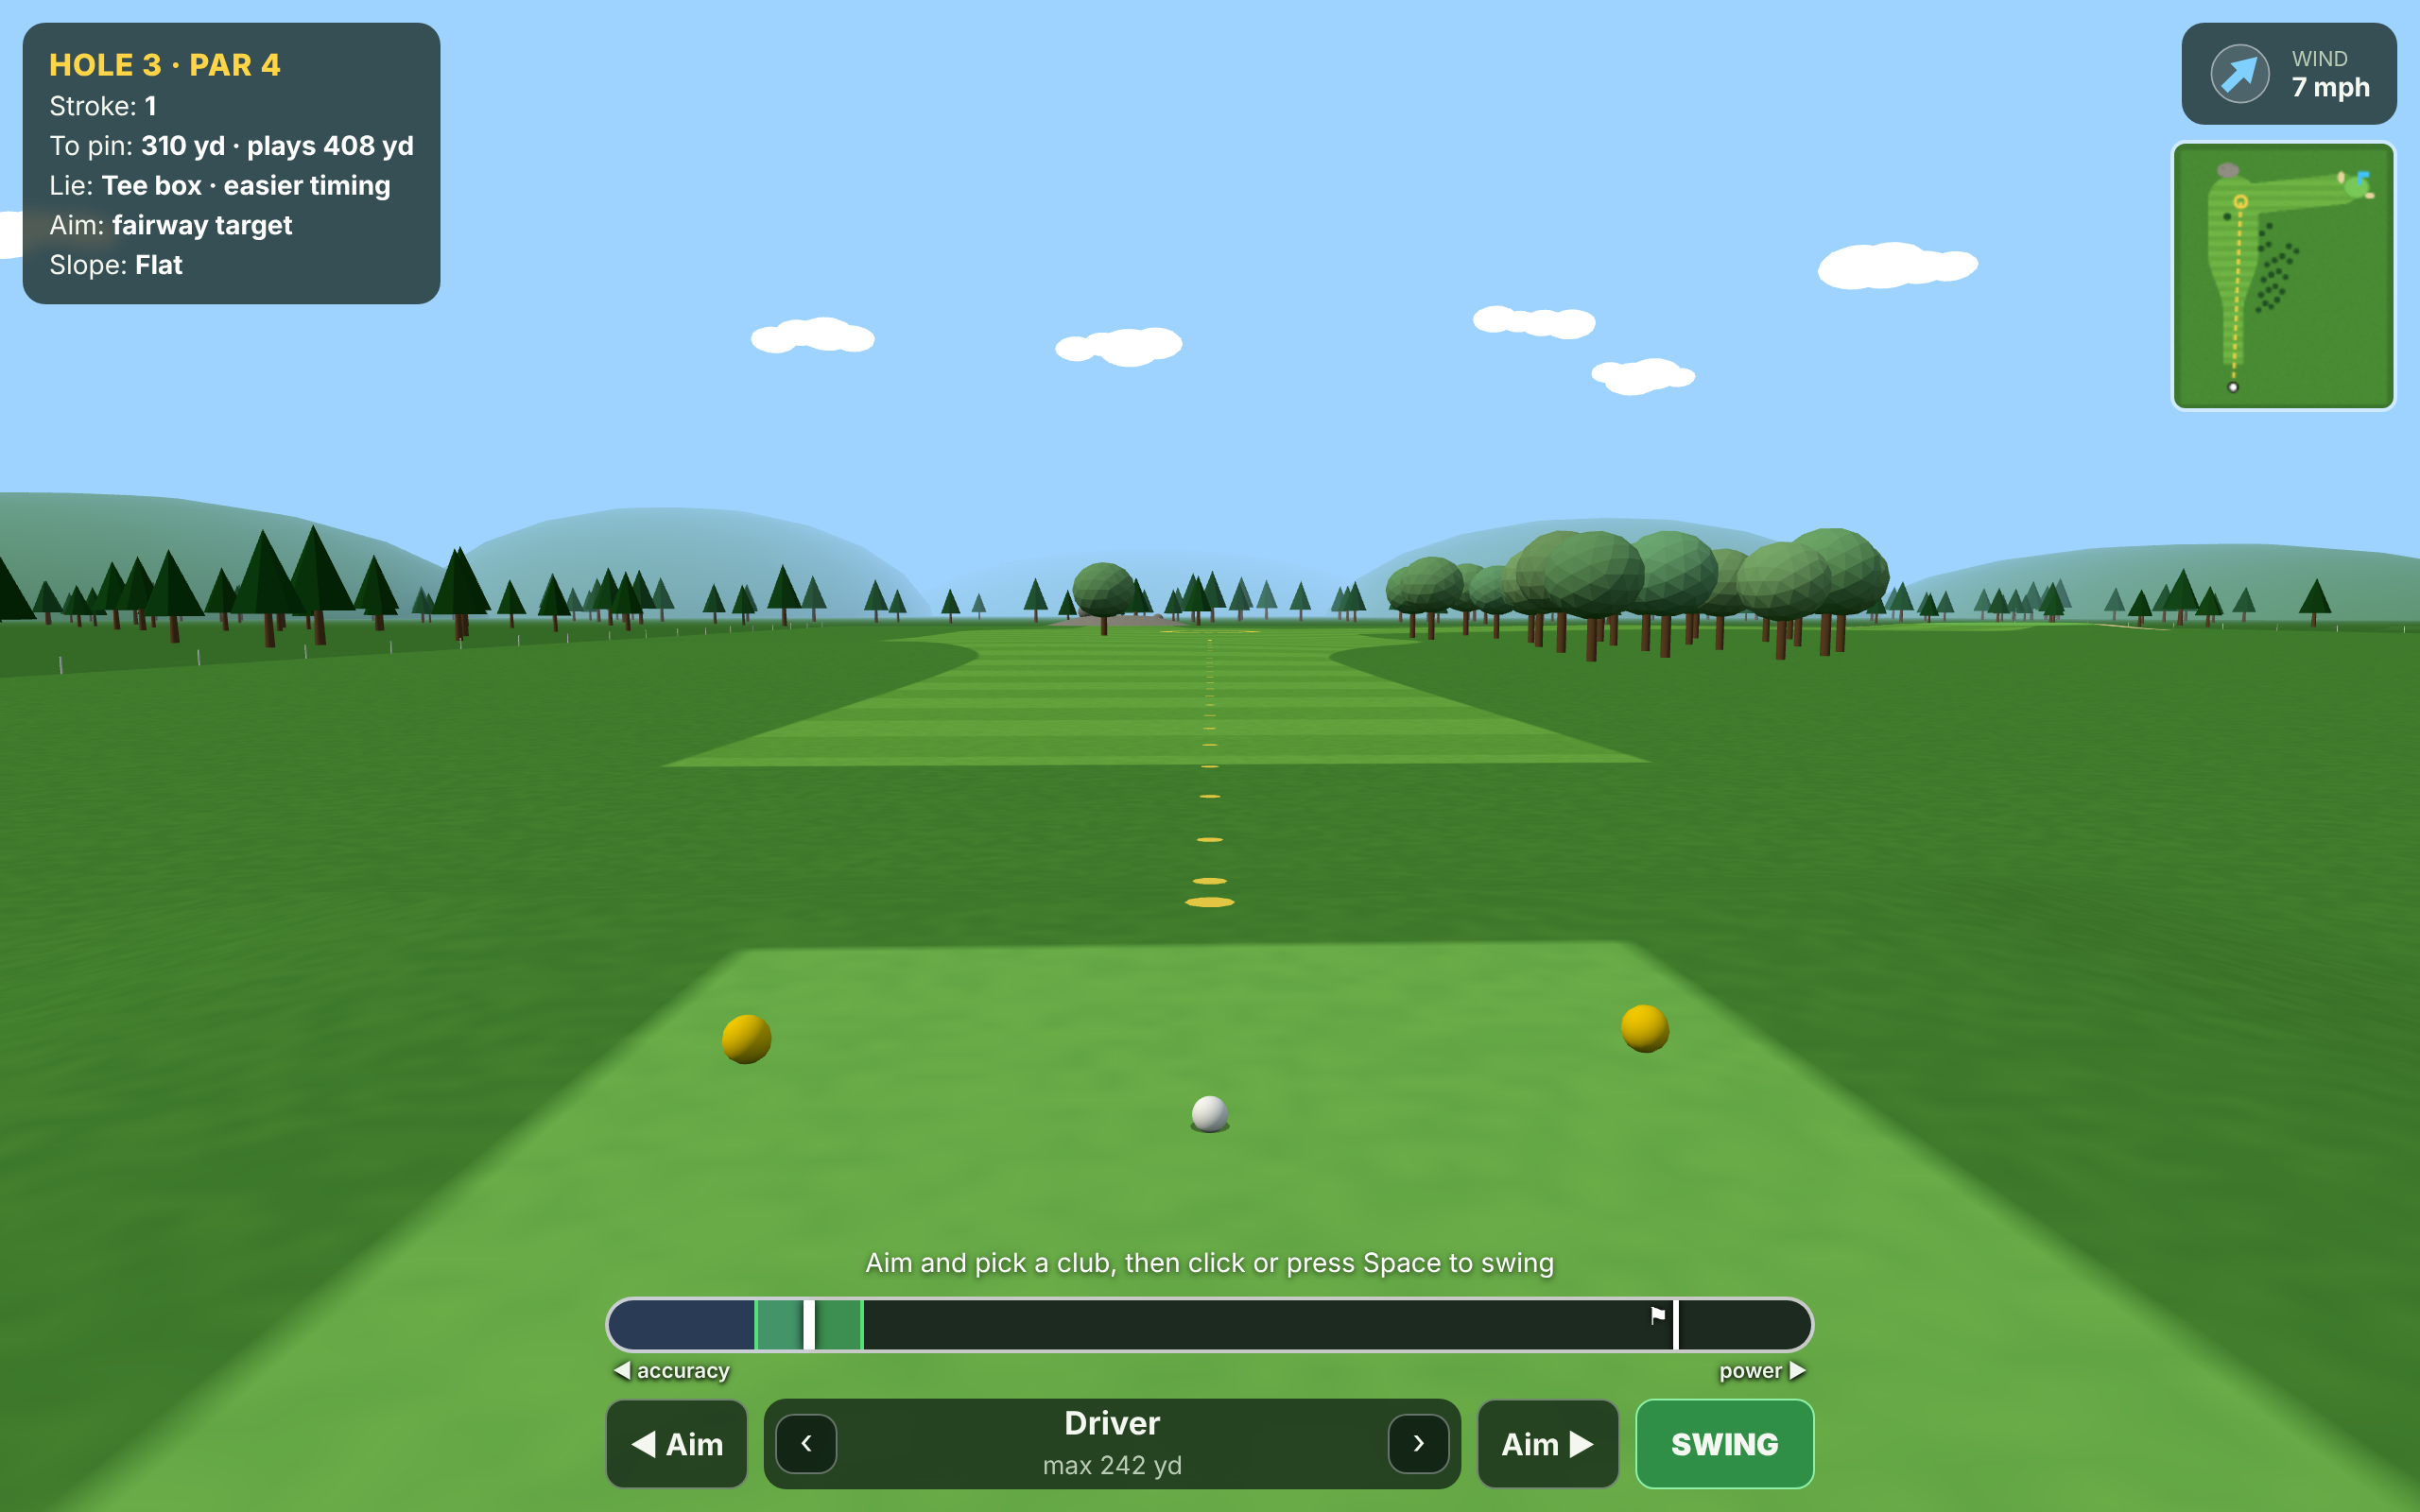 HOLE 3 · PAR 4
Stroke: 1
To pin: 310 yd · plays 408 yd
Lie: Tee box · easier timing
Aim: fairway target
Slope: Flat
WIND
7 mph
Aim and pick a club, then click or press Space to swing
◀ accuracy
power ▶
◀ Aim
‹
Driver
max 242 yd
›
Aim ▶
SWING